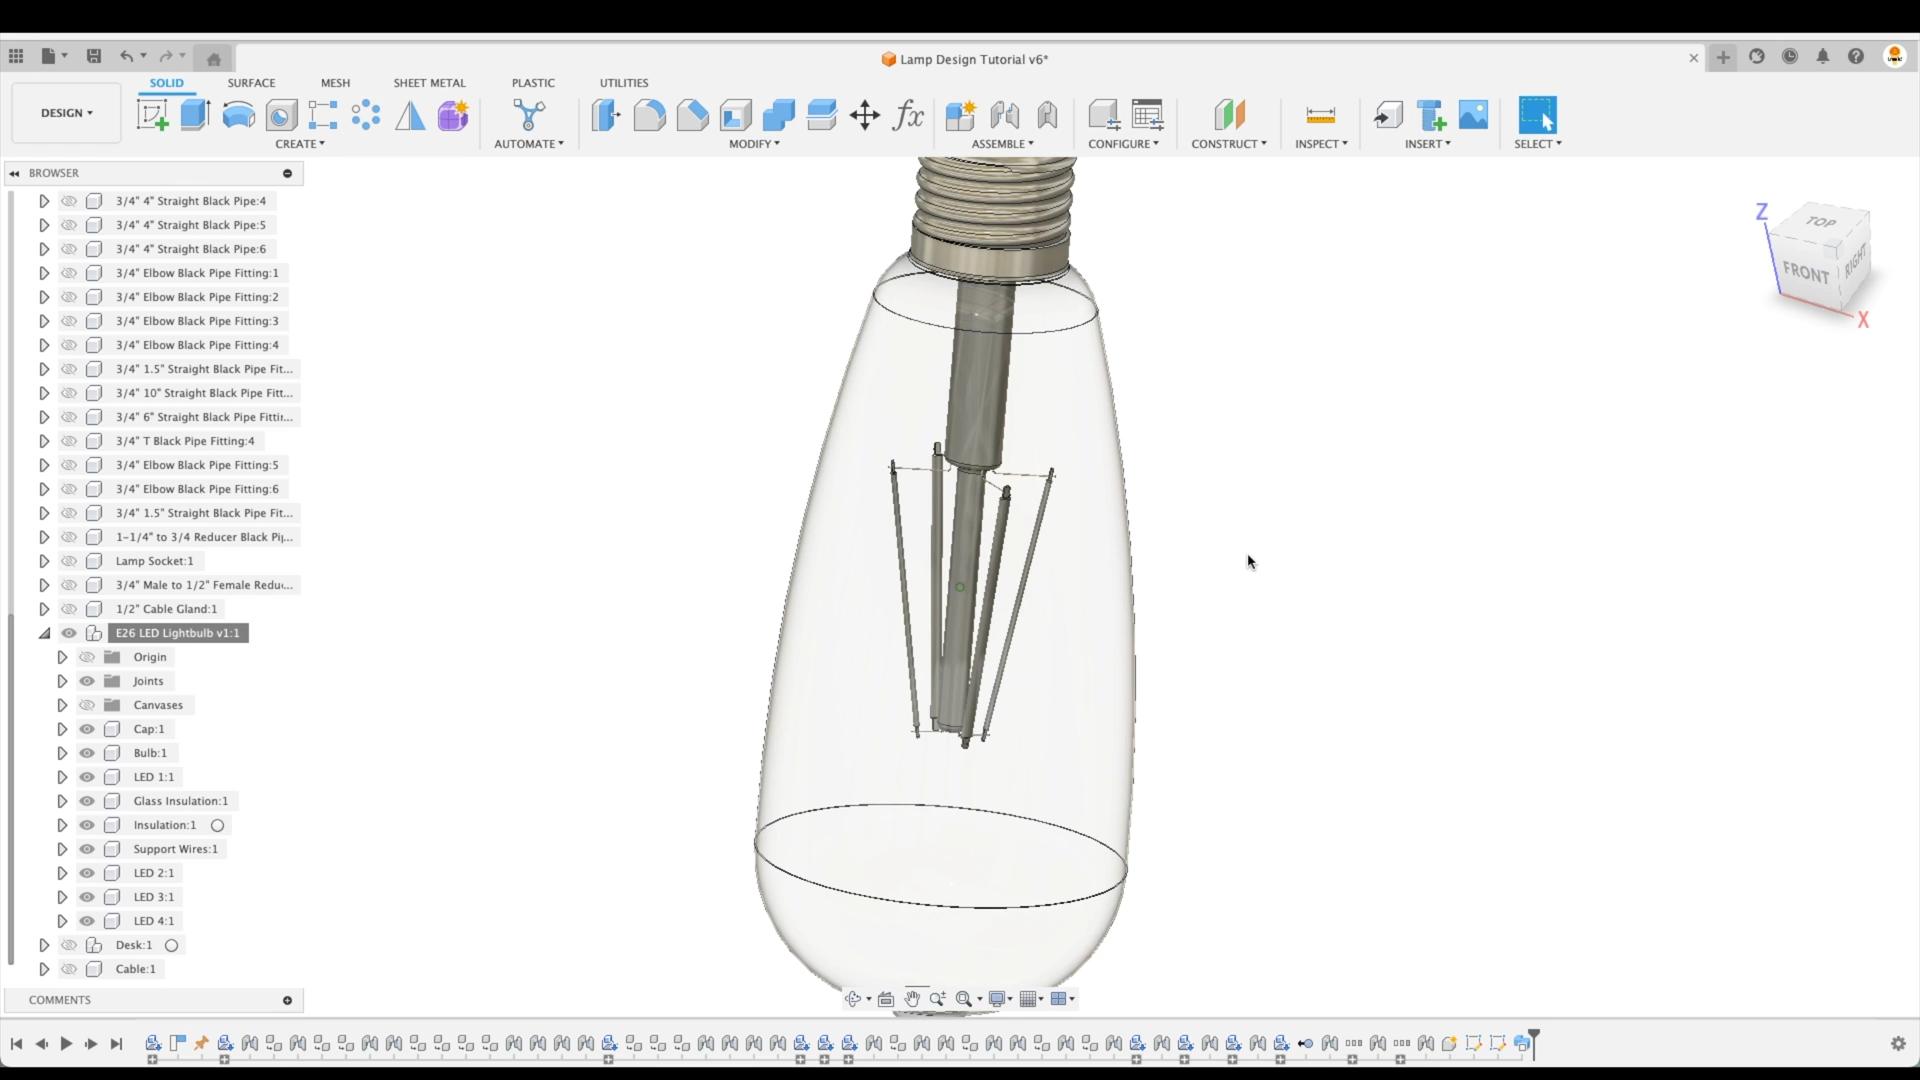 Lamp Design Tutorial v6*
SOLID
SURFACE
MESH
SHEET METAL
PLASTIC
UTILITIES
DESIGN
CREATE
AUTOMATE
MODIFY
ASSEMBLE
CONFIGURE
CONSTRUCT
INSPECT
INSERT
SELECT
BROWSER
3/4" 4" Straight Black Pipe:4
3/4" 4" Straight Black Pipe:5
3/4" 4" Straight Black Pipe:6
3/4" Elbow Black Pipe Fitting:1
3/4" Elbow Black Pipe Fitting:2
3/4" Elbow Black Pipe Fitting:3
3/4" Elbow Black Pipe Fitting:4
3/4" 1.5" Straight Black Pipe Fit...
3/4" 10" Straight Black Pipe Fitt...
3/4" 6" Straight Black Pipe Fittir...
3/4" T Black Pipe Fitting:4
3/4" Elbow Black Pipe Fitting:5
3/4" Elbow Black Pipe Fitting:6
3/4" 1.5" Straight Black Pipe Fit...
1-1/4" to 3/4 Reducer Black Pip...
Lamp Socket:1
3/4" Male to 1/2" Female Redu...
1/2" Cable Gland:1
E26 LED Lightbulb v1:1
Origin
Joints
Canvases
Cap:1
Bulb:1
LED 1:1
Glass Insulation:1
Insulation:1
Support Wires:1
LED 2:1
LED 3:1
LED 4:1
Desk:1
Cable:1
COMMENTS
Z
TOP
FRONT
RIGHT
X